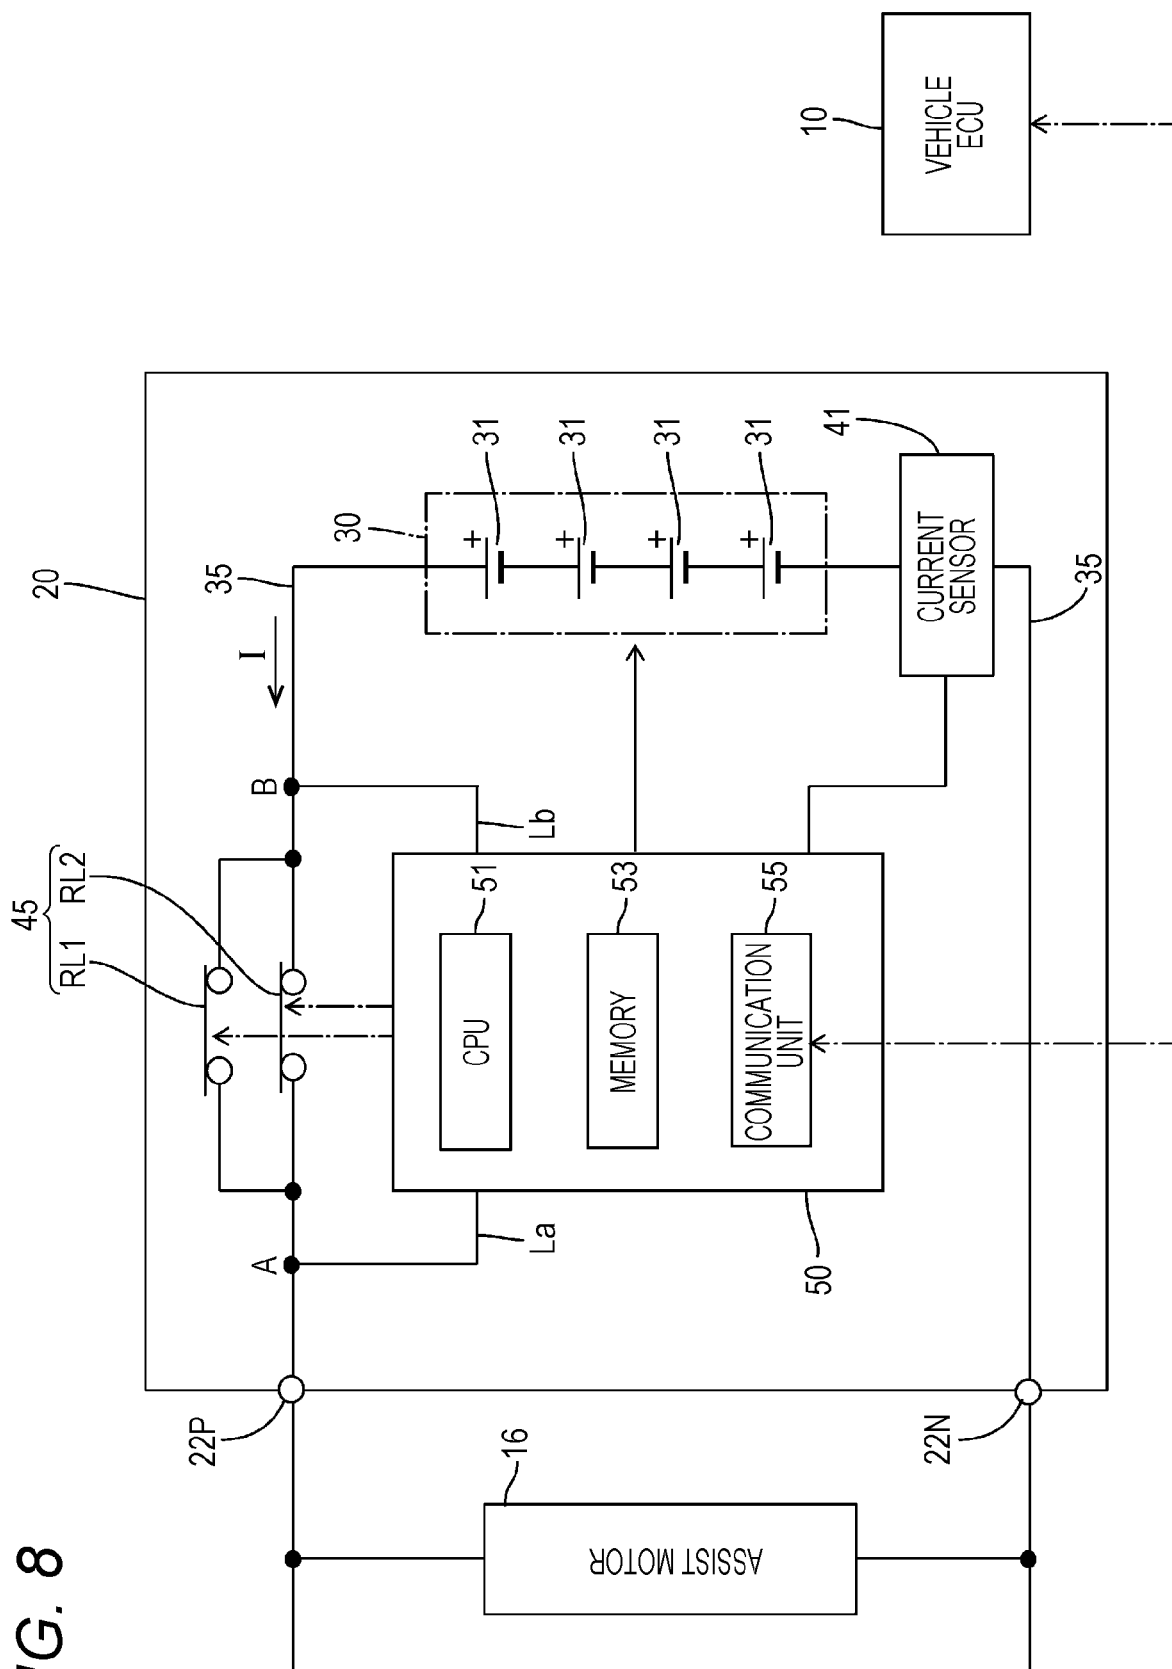 FIG. 8
20
45
RL1
RL2
I
35
A
B
22P
30
+
31
+
31
+
31
+
31
La
Lb
CPU
51
MEMORY
53
COMMUNICATION
UNIT
55
50
CURRENT
SENSOR
41
35
22N
ASSIST MOTOR
16
VEHICLE
ECU
10